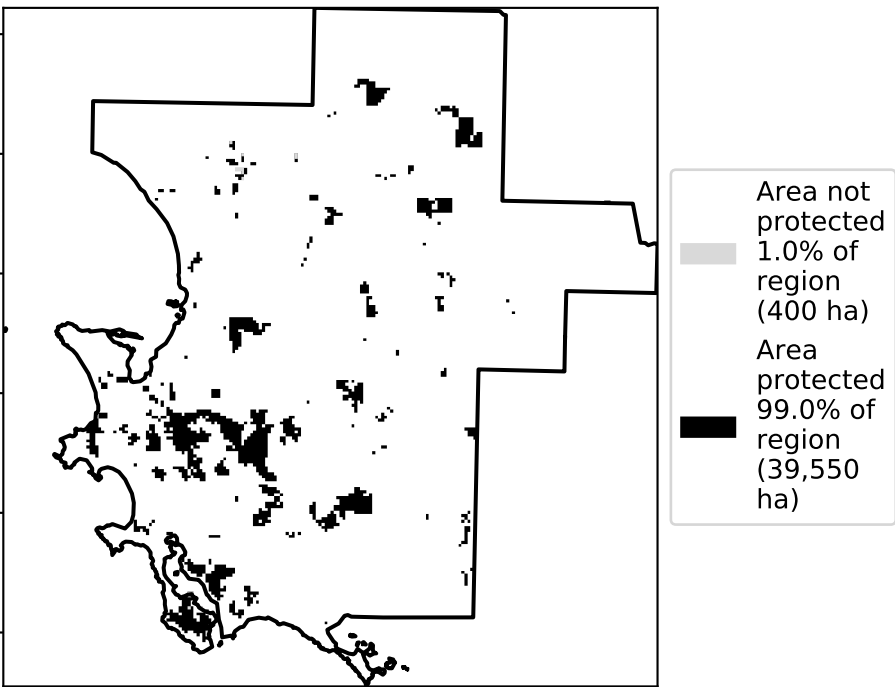 Area not
protected
1.0% of
region
(400 ha)
Area
protected
99.0% of
region
(39,550
ha)